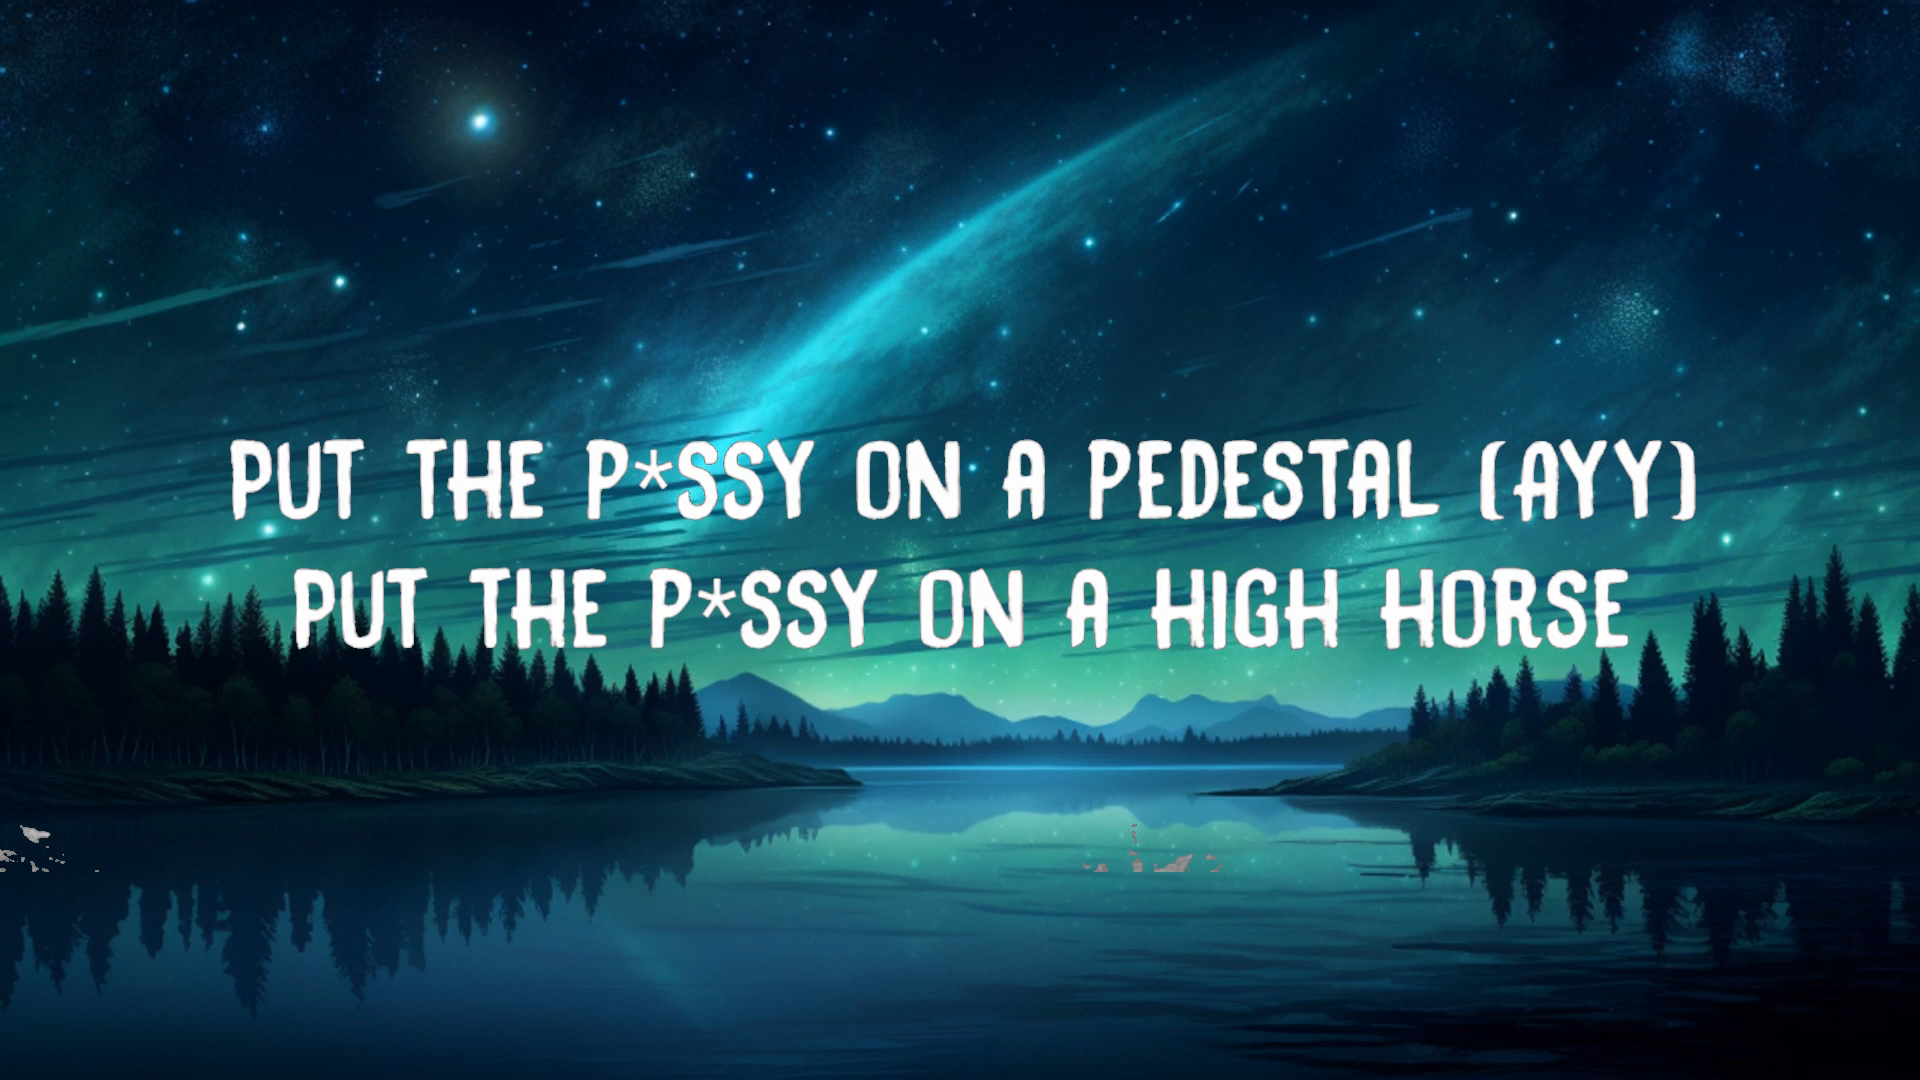 PUT THE P*SSY ON A PEDESTAL (AYY)
PUT THE P*SSY ON A HIGH HORSE